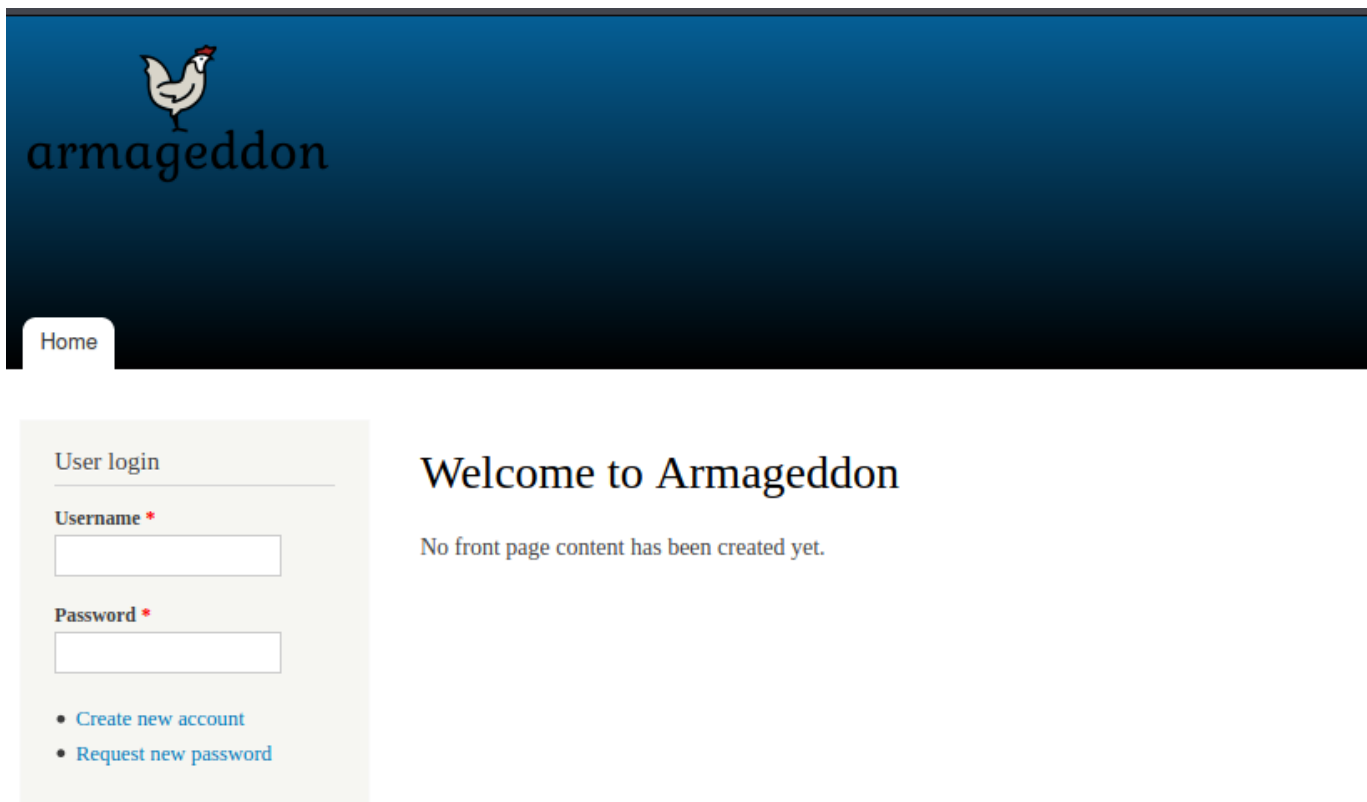 armageddon
Home
User login
Username *
Password *
Create new account
Request new password
Welcome to Armageddon
No front page content has been created yet.